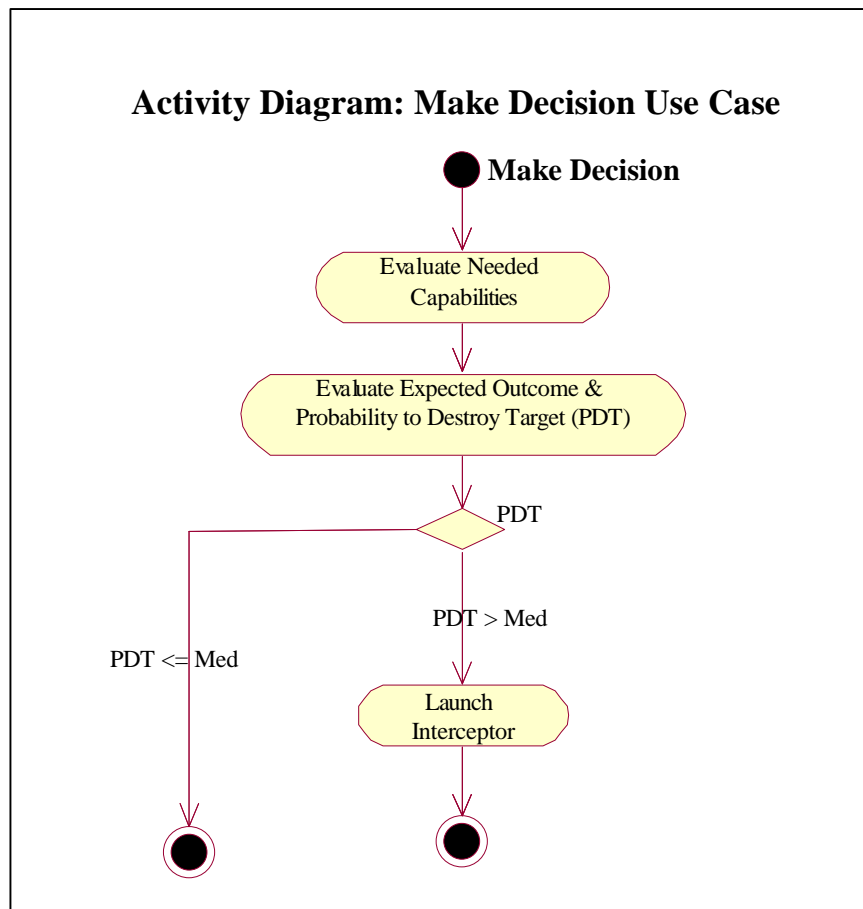 Activity Diagram: Make Decision Use Case
Make Decision
Evaluate Needed
Capabilities
Evaluate Expected Outcome &
Probability to Destroy Target (PDT)
PDT
PDT > Med
PDT <= Med
Launch
Interceptor